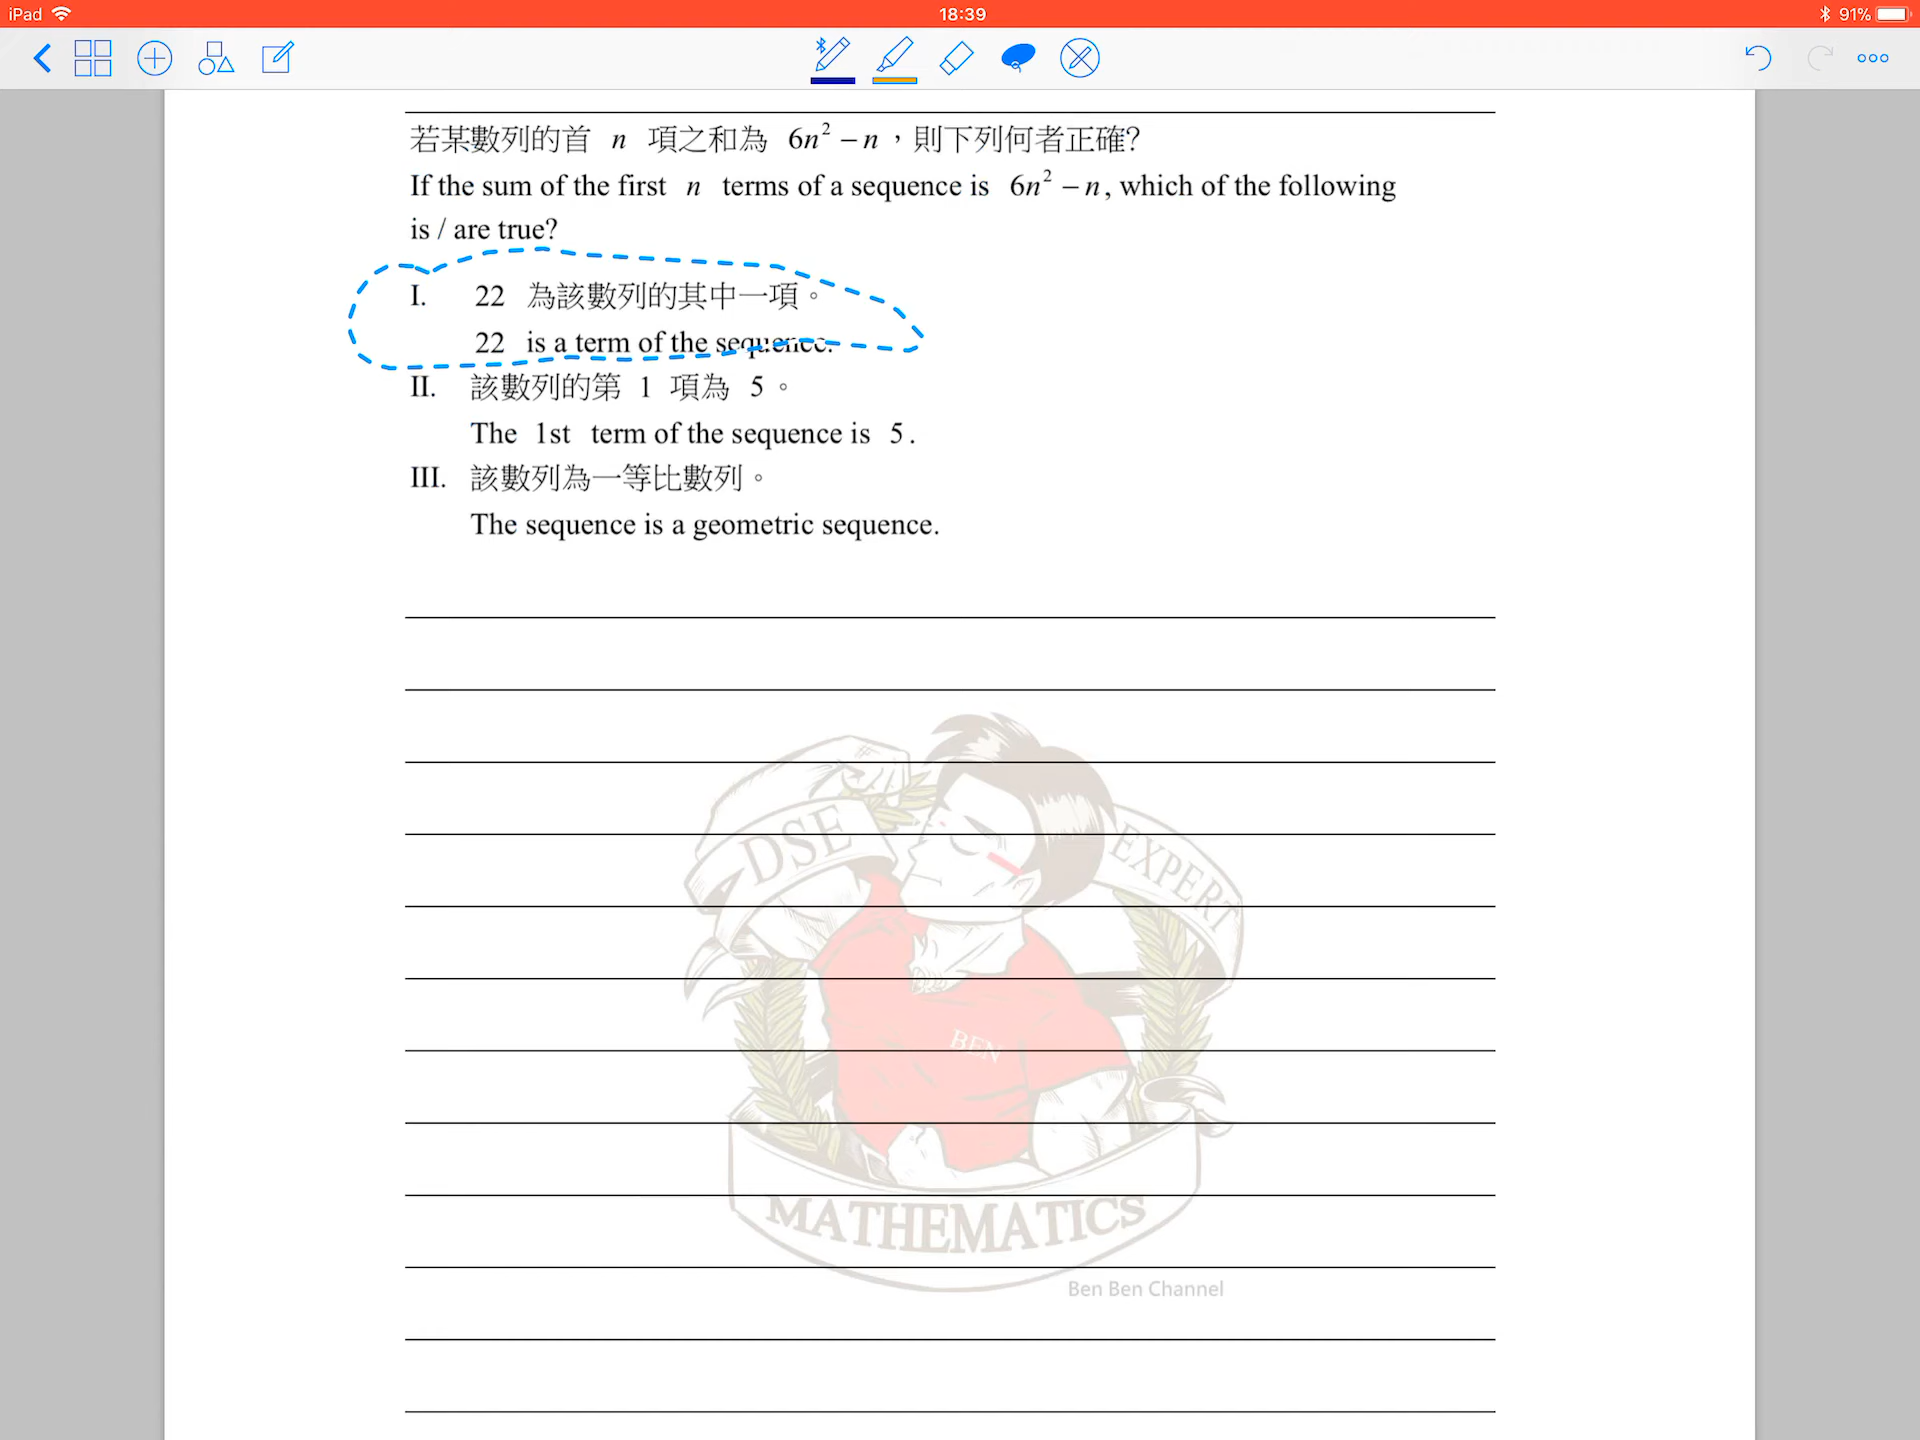 iPad
18:39
91%
若某數列的首 n 項之和為 6n² − n，則下列何者正確?
If the sum of the first n terms of a sequence is 6n² − n, which of the following
is / are true?
I. 22 為該數列的其中一項。
22 is a term of the sequence.
II. 該數列的第 1 項為 5。
The 1st term of the sequence is 5.
III. 該數列為一等比數列。
The sequence is a geometric sequence.
DSE
EXPERT
BEN
MATHEMATICS
Ben Ben Channel